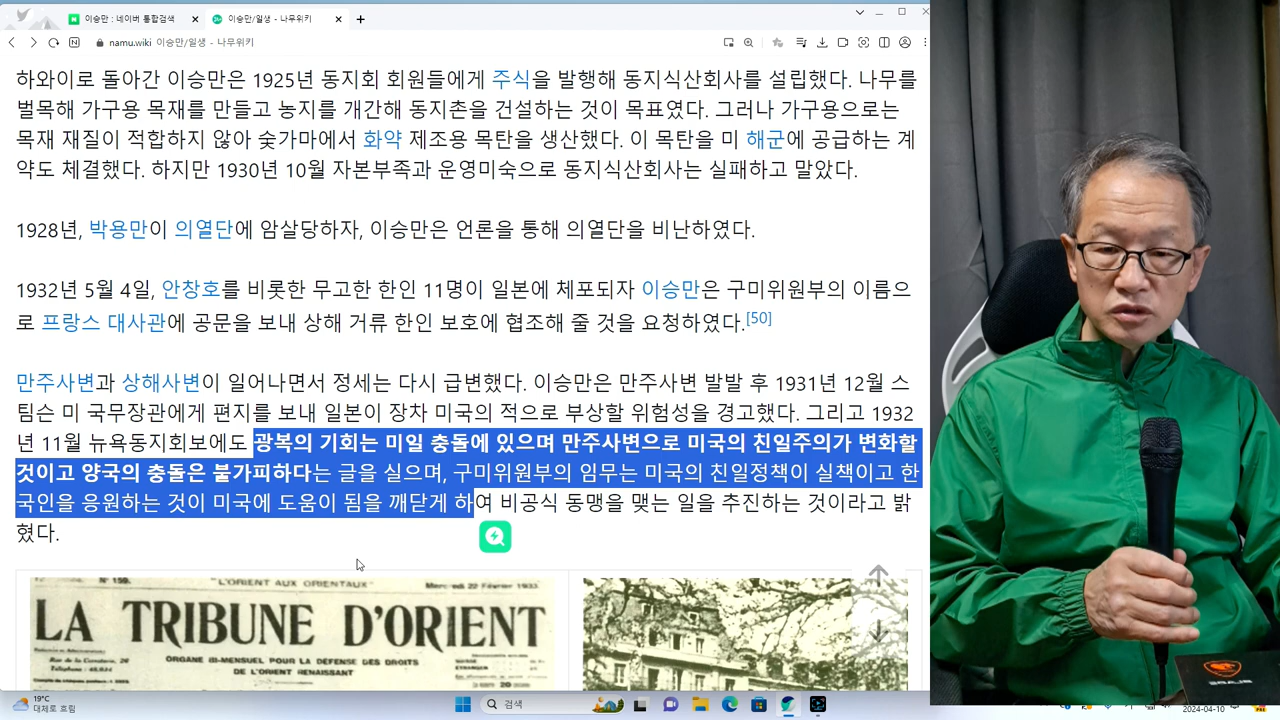 이승만 : 네이버 통합검색
이승만/일생 - 나무위키
namu.wiki 이승만/일생 - 나무위키
하와이로 돌아간 이승만은 1925년 동지회 회원들에게 주식을 발행해 동지식산회사를 설립했다. 나무를
벌목해 가구용 목재를 만들고 농지를 개간해 동지촌을 건설하는 것이 목표였다. 그러나 가구용으로는
목재 재질이 적합하지 않아 숯가마에서 화약 제조용 목탄을 생산했다. 이 목탄을 미 해군에 공급하는 계
약도 체결했다. 하지만 1930년 10월 자본부족과 운영미숙으로 동지식산회사는 실패하고 말았다.
1928년, 박용만이 의열단에 암살당하자, 이승만은 언론을 통해 의열단을 비난하였다.
1932년 5월 4일, 안창호를 비롯한 무고한 한인 11명이 일본에 체포되자 이승만은 구미위원부의 이름으
로 프랑스 대사관에 공문을 보내 상해 거류 한인 보호에 협조해 줄 것을 요청하였다.[50]
만주사변과 상해사변이 일어나면서 정세는 다시 급변했다. 이승만은 만주사변 발발 후 1931년 12월 스
팀슨 미 국무장관에게 편지를 보내 일본이 장차 미국의 적으로 부상할 위험성을 경고했다. 그리고 1932
년 11월 뉴욕동지회보에도 광복의 기회는 미일 충돌에 있으며 만주사변으로 미국의 친일주의가 변화할
것이고 양국의 충돌은 불가피하다는 글을 실으며, 구미위원부의 임무는 미국의 친일정책이 실책이고 한
국인을 응원하는 것이 미국에 도움이 됨을 깨닫게 하여 비공식 동맹을 맺는 일을 추진하는 것이라고 밝
혔다.
N° 159. "L'ORIENT AUX ORIENTAUX" Mercredi 22 Février 1933
LA TRIBUNE D'ORIENT
ORGANE BI-MENSUEL POUR LA DÉFENSE DES DROITS
DE L'ORIENT RENAISSANT
19°C
대체로 흐림
검색
2024-04-10